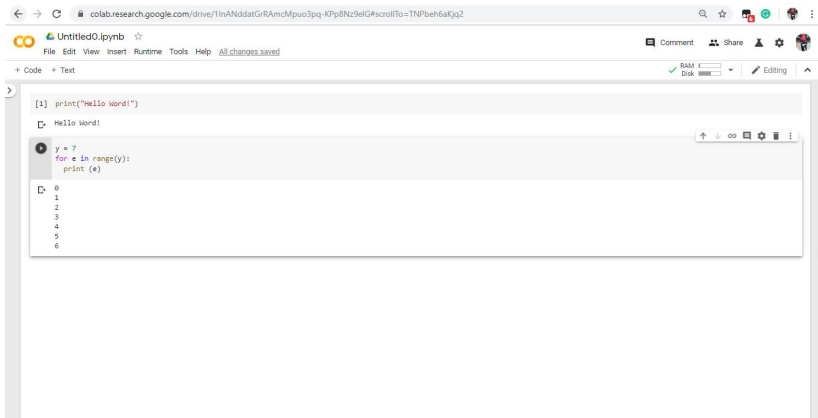 colab.research.google.com/drive/1InANddatGrRAmcMpuo3pq-KPp8Nz9eIG#scrollTo=TNPbeh6aKjq2
CO Untitled0.ipynb
Comment Share
File Edit View Insert Runtime Tools Help All changes saved
+ Code + Text
RAM
Disk
Editing
[1] print("Hello Word!")
Hello Word!
y = 7
for e in range(y):
print (e)
0
1
2
3
4
5
6